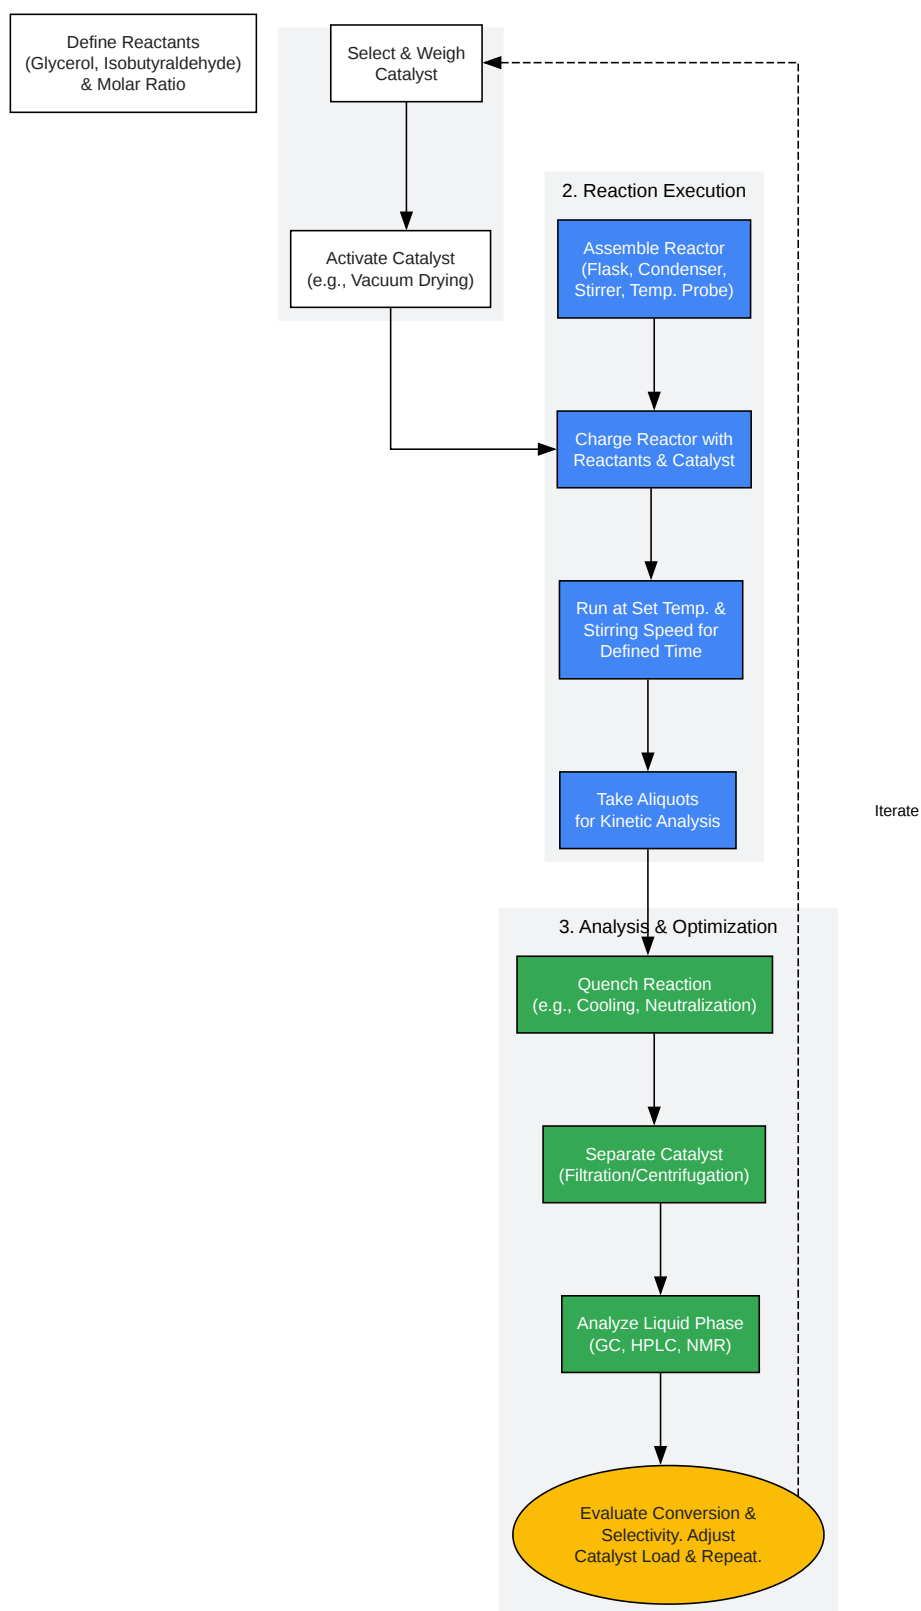 Define Reactants
(Glycerol, Isobutyraldehyde)
& Molar Ratio
Select & Weigh
Catalyst
Activate Catalyst
(e.g., Vacuum Drying)
2. Reaction Execution
Assemble Reactor
(Flask, Condenser,
Stirrer, Temp. Probe)
Charge Reactor with
Reactants & Catalyst
Run at Set Temp. &
Stirring Speed for
Defined Time
Take Aliquots
for Kinetic Analysis
Iterate
3. Analysis & Optimization
Quench Reaction
(e.g., Cooling, Neutralization)
Separate Catalyst
(Filtration/Centrifugation)
Analyze Liquid Phase
(GC, HPLC, NMR)
Evaluate Conversion &
Selectivity. Adjust
Catalyst Load & Repeat.